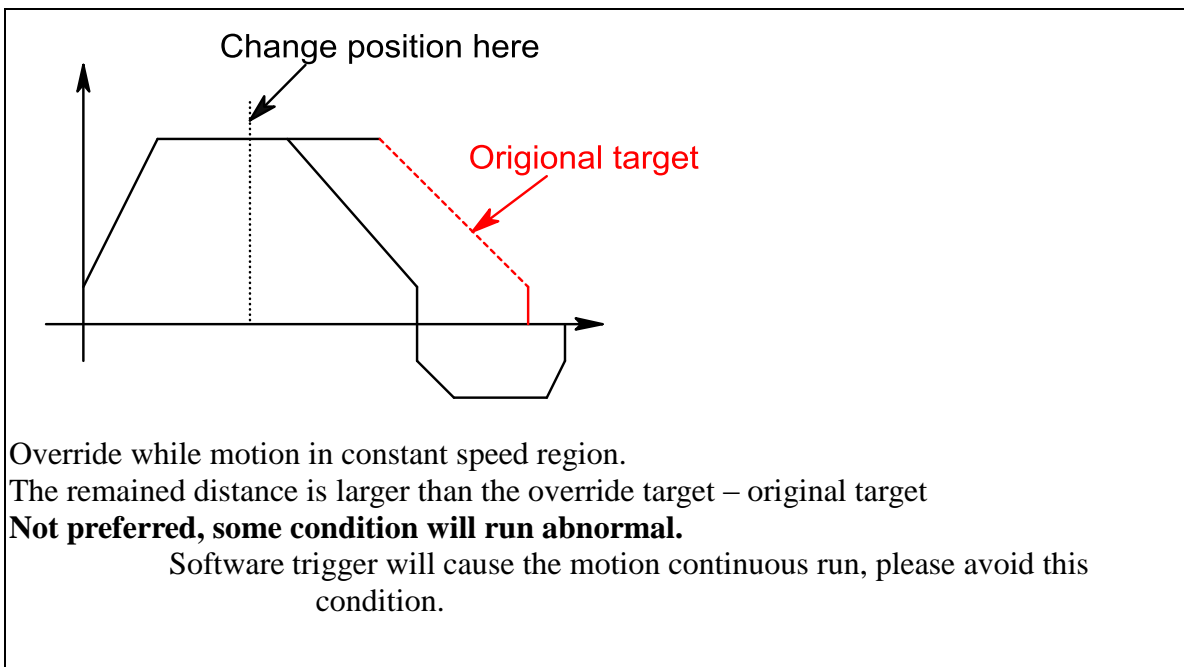 Change position here
Origional target
Override while motion in constant speed region.
The remained distance is larger than the override target – original target
Not preferred, some condition will run abnormal.
Software trigger will cause the motion continuous run, please avoid this
condition.